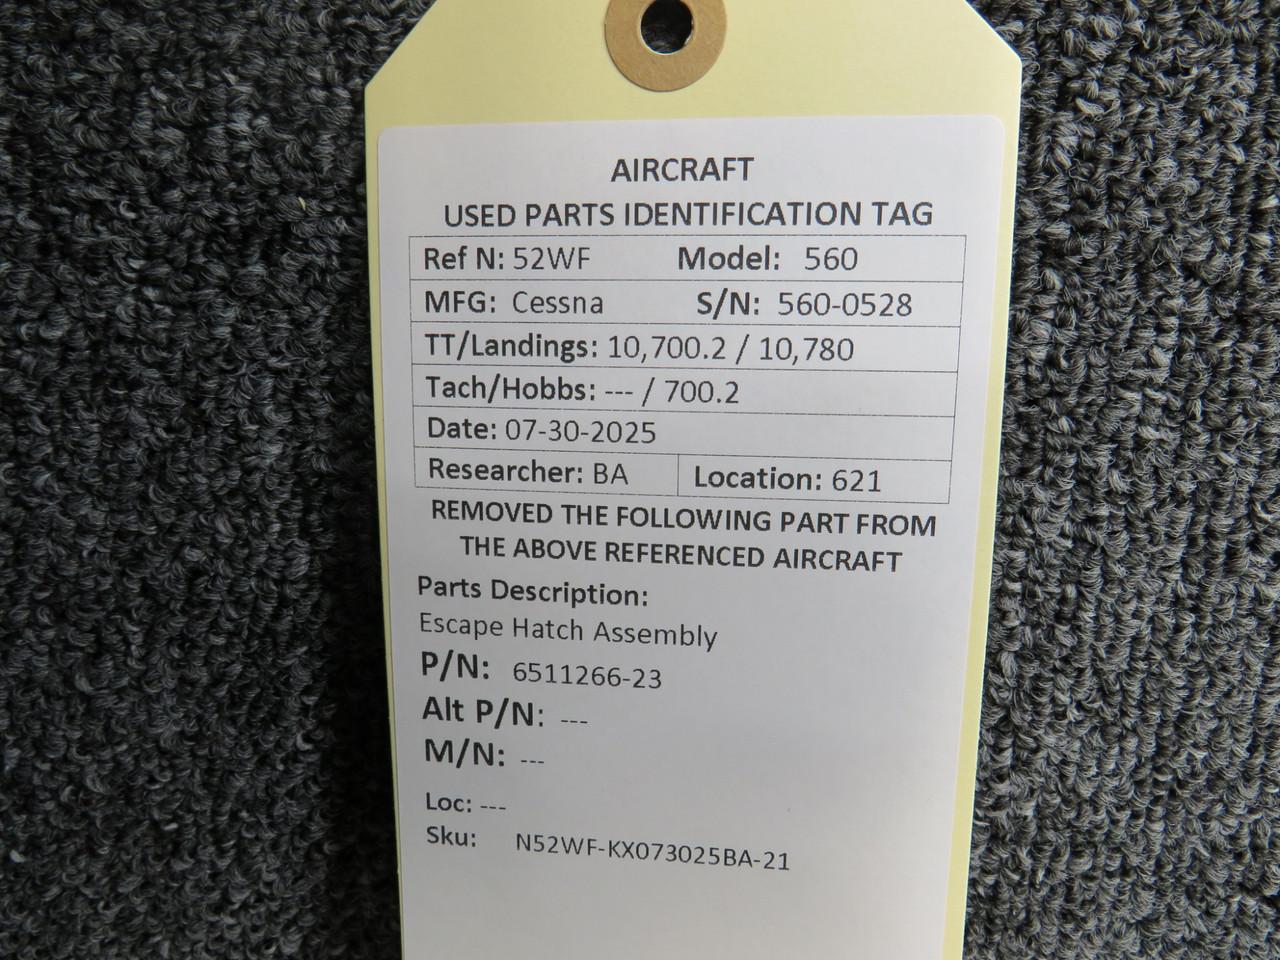 AIRCRAFT
USED PARTS IDENTIFICATION TAG
Ref N: 52WF Model: 560
MFG: Cessna S/N: 560-0528
TT/Landings: 10,700.2 / 10,780
Tach/Hobbs: --- / 700.2
Date: 07-30-2025
Researcher: BA Location: 621
REMOVED THE FOLLOWING PART FROM
THE ABOVE REFERENCED AIRCRAFT
Parts Description:
Escape Hatch Assembly
P/N: 6511266-23
Alt P/N: ---
M/N: ---
Loc: ---
Sku: N52WF-KX073025BA-21